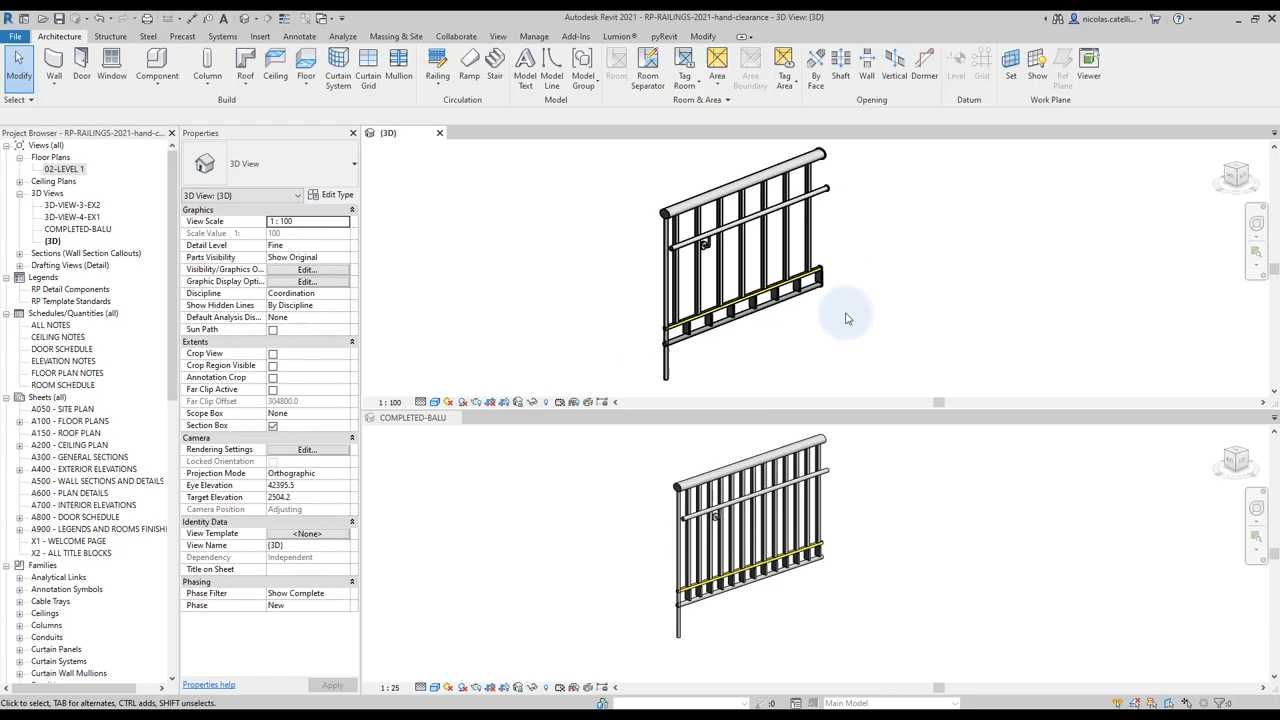 Autodesk Revit 2021 - RP-RAILINGS-2021-hand-clearance - 3D View: {3D}
nicolas.catelli...
File Architecture Structure Steel Precast Systems Insert Annotate Analyze Massing & Site Collaborate View Manage Add-Ins Lumion® pyRevit Modify
Modify Wall Door Window Component Column Roof Ceiling Floor Curtain System Curtain Grid Mullion Railing Ramp Stair Model Text Model Line Model Group Room Room Separator Tag Room Area Area Boundary Tag Area By Face Shaft Wall Vertical Dormer Level Grid Set Show Ref Plane Viewer
Select Build Circulation Model Room & Area Opening Datum Work Plane
Project Browser - RP-RAILINGS-2021-hand-c...
Views (all)
Floor Plans
02-LEVEL 1
Ceiling Plans
3D Views
3D-VIEW-3-EX2
3D-VIEW-4-EX1
COMPLETED-BALU
{3D}
Sections (Wall Section Callouts)
Drafting Views (Detail)
Legends
RP Detail Components
RP Template Standards
Schedules/Quantities (all)
ALL NOTES
CEILING NOTES
DOOR SCHEDULE
ELEVATION NOTES
FLOOR PLAN NOTES
ROOM SCHEDULE
Sheets (all)
A050 - SITE PLAN
A100 - FLOOR PLANS
A150 - ROOF PLAN
A200 - CEILING PLAN
A300 - GENERAL SECTIONS
A400 - EXTERIOR ELEVATIONS
A500 - WALL SECTIONS AND DETAILS
A600 - PLAN DETAILS
A700 - INTERIOR ELEVATIONS
A800 - DOOR SCHEDULE
A900 - LEGENDS AND ROOMS FINISH
X1 - WELCOME PAGE
X2 - ALL TITLE BLOCKS
Families
Analytical Links
Annotation Symbols
Cable Trays
Ceilings
Columns
Conduits
Curtain Panels
Curtain Systems
Curtain Wall Mullions
Properties
3D View
3D View: {3D} Edit Type
Graphics
View Scale 1 : 100
Scale Value 1: 100
Detail Level Fine
Parts Visibility Show Original
Visibility/Graphics O... Edit...
Graphic Display Opti... Edit...
Discipline Coordination
Show Hidden Lines By Discipline
Default Analysis Dis... None
Sun Path
Extents
Crop View
Crop Region Visible
Annotation Crop
Far Clip Active
Far Clip Offset 304800.0
Scope Box None
Section Box
Camera
Rendering Settings Edit...
Locked Orientation
Projection Mode Orthographic
Eye Elevation 42395.5
Target Elevation 2504.2
Camera Position Adjusting
Identity Data
View Template <None>
View Name {3D}
Dependency Independent
Title on Sheet
Phasing
Phase Filter Show Complete
Phase New
Properties help Apply
{3D}
1 : 100
COMPLETED-BALU
1 : 25
Click to select, TAB for alternates, CTRL adds, SHIFT unselects.
:0 Main Model :0